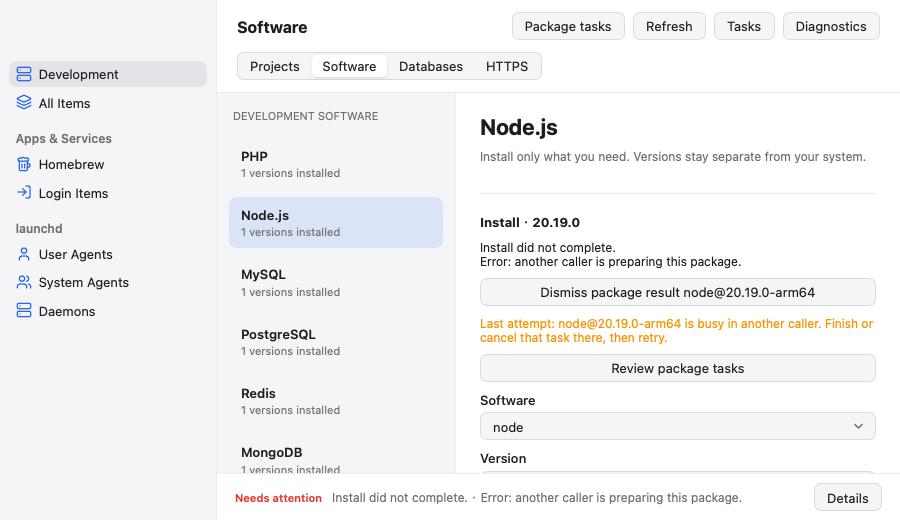 Software
Package tasks
Refresh
Tasks
Diagnostics
Projects
Software
Databases
HTTPS
Development
All Items
Apps & Services
Homebrew
Login Items
launchd
User Agents
System Agents
Daemons
DEVELOPMENT SOFTWARE
PHP
1 versions installed
Node.js
1 versions installed
MySQL
1 versions installed
PostgreSQL
1 versions installed
Redis
1 versions installed
MongoDB
1 versions installed
Node.js
Install only what you need. Versions stay separate from your system.
Install · 20.19.0
Install did not complete.
Error: another caller is preparing this package.
Dismiss package result node@20.19.0-arm64
Last attempt: node@20.19.0-arm64 is busy in another caller. Finish or
cancel that task there, then retry.
Review package tasks
Software
node
Version
Needs attention Install did not complete. · Error: another caller is preparing this package.
Details